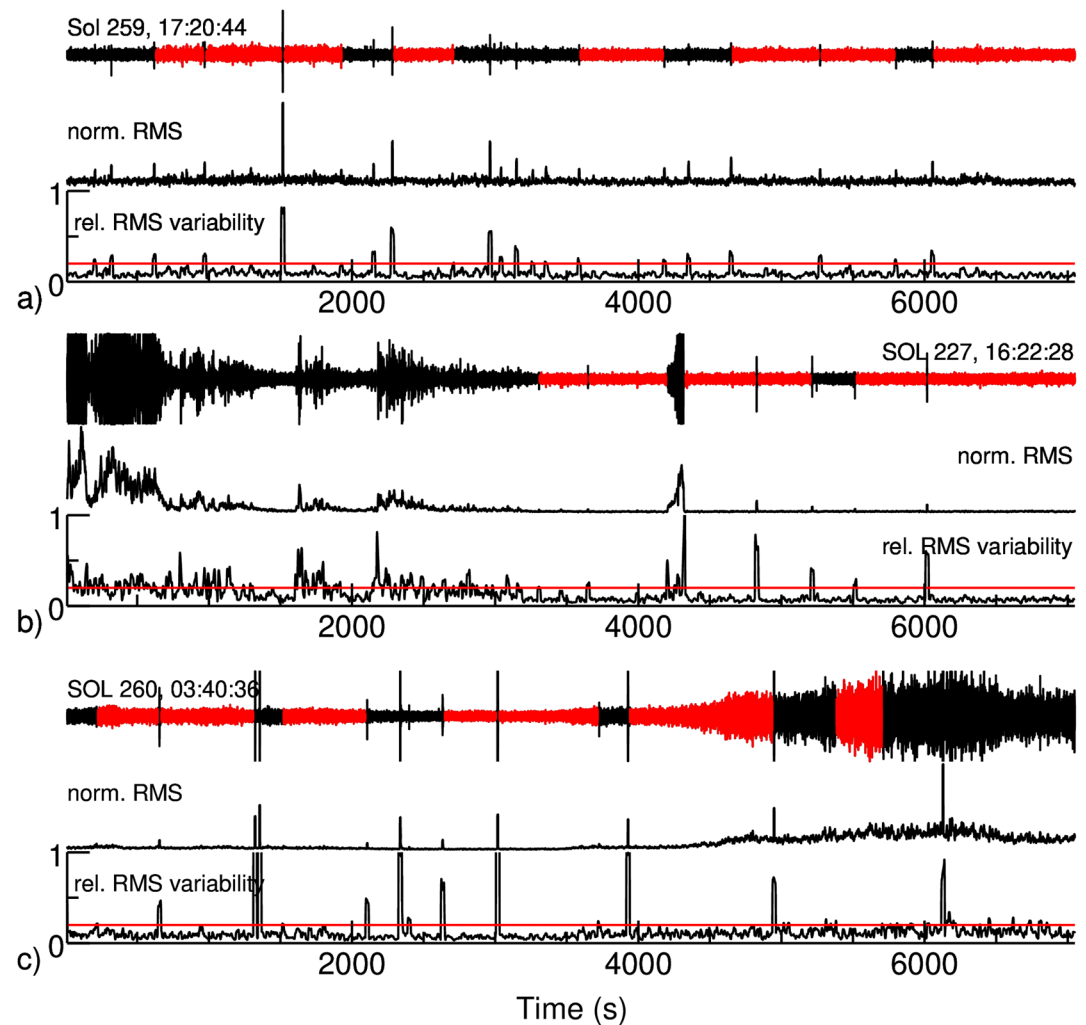 Sol 259, 17:20:44
norm. RMS
1
rel. RMS variability
0
a)
2000 4000 6000
SOL 227, 16:22:28
norm. RMS
1
rel. RMS variability
0
b)
2000 4000 6000
SOL 260, 03:40:36
norm. RMS
1
rel. RMS variability
0
c)
2000 4000 6000
Time (s)